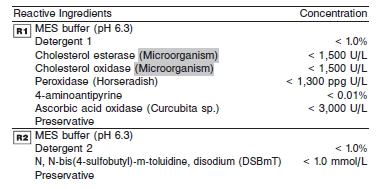 Reactive Ingredients Concentration
R1 MES buffer (pH 6.3)
Detergent 1 < 1.0%
Cholesterol esterase (Microorganism) < 1,500 U/L
Cholesterol oxidase (Microorganism) < 1,500 U/L
Peroxidase (Horseradish) < 1,300 ppg U/L
4-aminoantipyrine < 0.01%
Ascorbic acid oxidase (Curcubita sp.) < 3,000 U/L
Preservative
R2 MES buffer (pH 6.3)
Detergent 2 < 1.0%
N, N-bis(4-sulfobutyl)-m-toluidine, disodium (DSBmT) < 1.0 mmol/L
Preservative